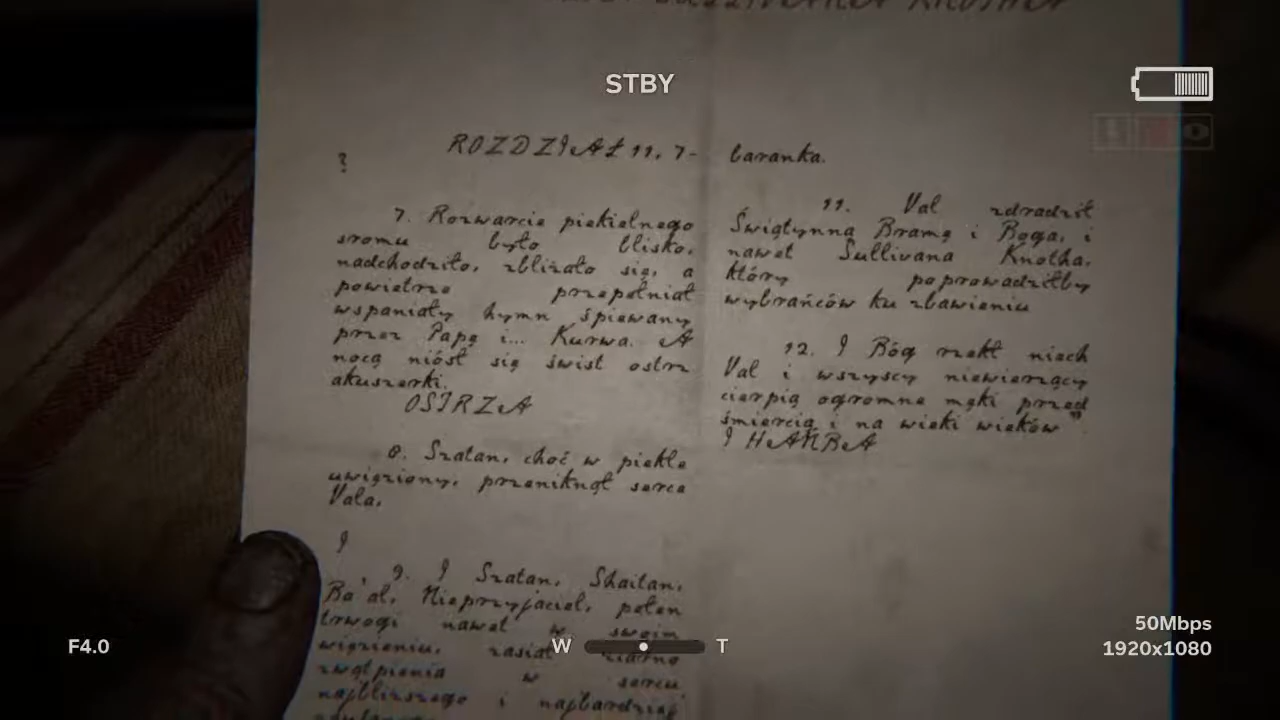 STBY
ROZDZIAŁ 11. 7-
?
7. Rozwarcie piekielnego
sromu było blisko,
nadchodziło, zbliżało się, a
powietrze przepełniał
wspaniały hymn śpiewany
przez Papę i... Kurwa. A
nocą niósł się świst ostrz
akuszerki.
OSTRZA
8. Szatan, choć w piekle
uwięziony, przeniknął serce
Vala,
I
9. I Szatan, Shaitan,
Ba'al, Nieprzyjaciel, pełen
trwogi nawet w swoim
więzieniu, zasiał ziarno
zwątpienia w sercu
najbliższego i najbardziej
baranka.
11. Val zdradził
Świątynną Bramę i Boga, i
nawet Sullivana Knotha,
który poprowadziłby
wybrańców ku zbawieniu
12. I Bóg rzekł niech
Val i wszyscy niewierzący
cierpią ogromne męki przed
śmiercią i na wieki wieków"
I HAŃBA
F4.0
W T
50Mbps
1920x1080